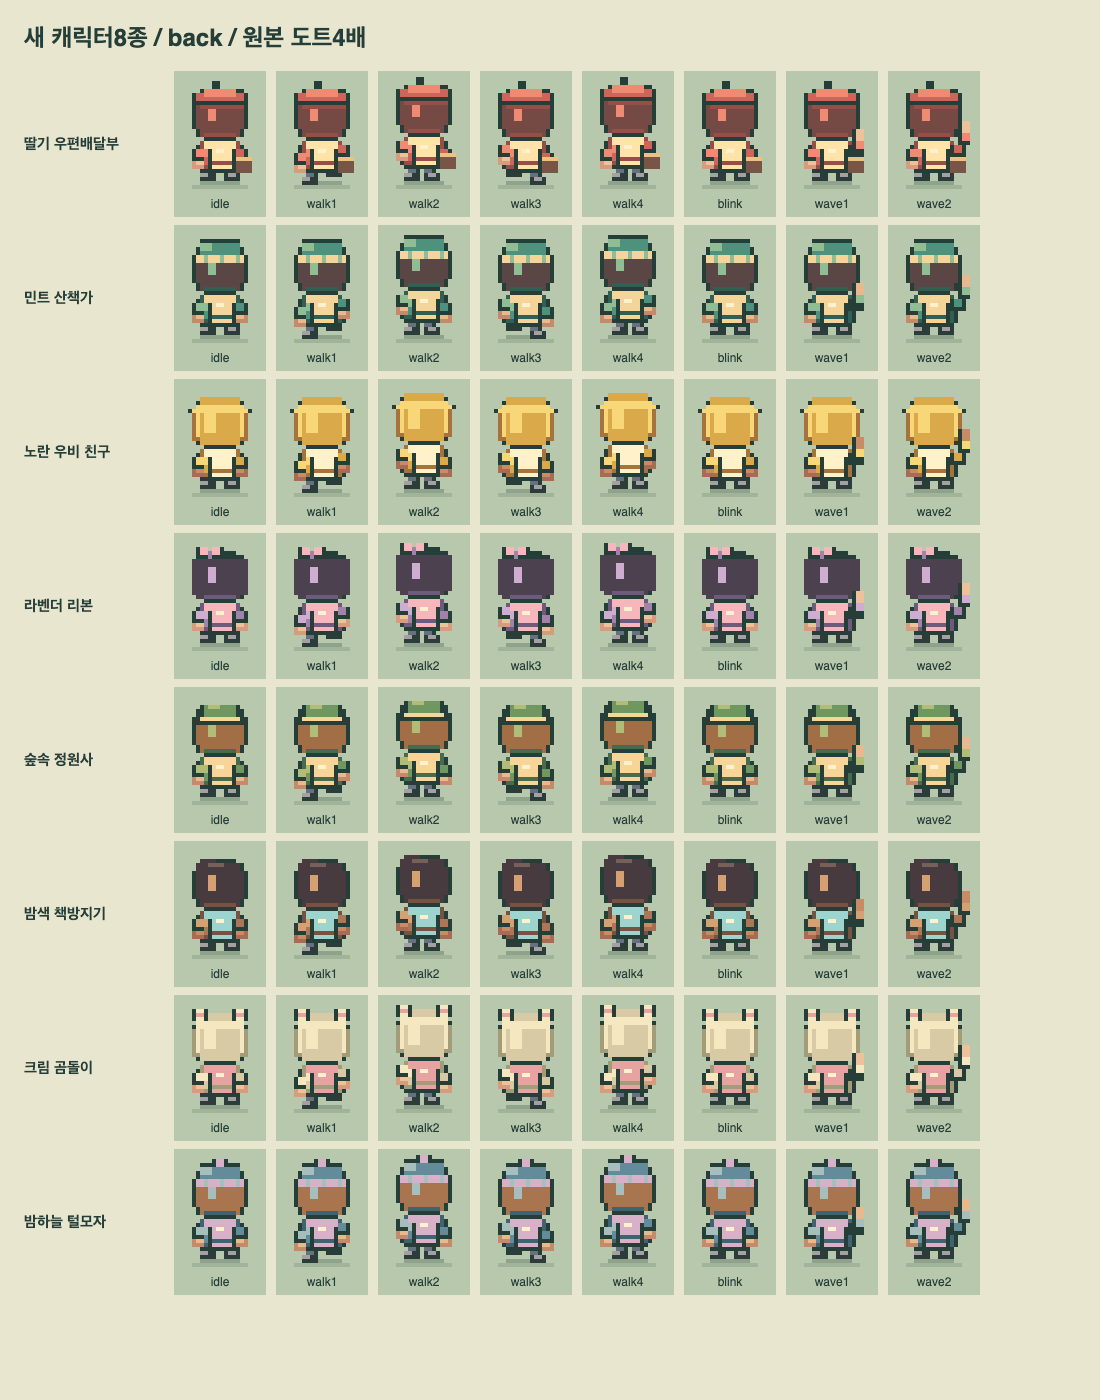 새 캐릭터8종 / back / 원본 도트4배
딸기 우편배달부
idle walk1 walk2 walk3 walk4 blink wave1 wave2
민트 산책가
idle walk1 walk2 walk3 walk4 blink wave1 wave2
노란 우비 친구
idle walk1 walk2 walk3 walk4 blink wave1 wave2
라벤더 리본
idle walk1 walk2 walk3 walk4 blink wave1 wave2
숲속 정원사
idle walk1 walk2 walk3 walk4 blink wave1 wave2
밤색 책방지기
idle walk1 walk2 walk3 walk4 blink wave1 wave2
크림 곰돌이
idle walk1 walk2 walk3 walk4 blink wave1 wave2
밤하늘 털모자
idle walk1 walk2 walk3 walk4 blink wave1 wave2